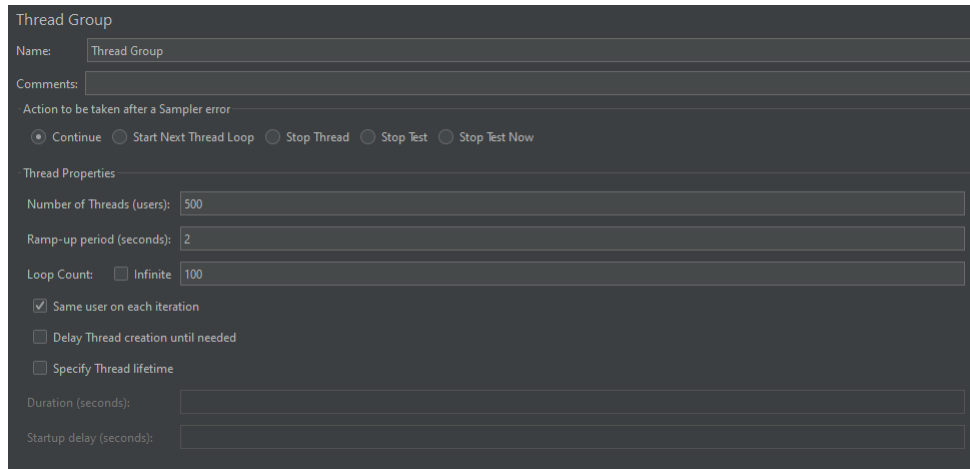 Thread Group
Name: Thread Group
Comments:
Action to be taken after a Sampler error
Continue Start Next Thread Loop Stop Thread Stop Test Stop Test Now
Thread Properties
Number of Threads (users): 500
Ramp-up period (seconds): 2
Loop Count: Infinite 100
Same user on each iteration
Delay Thread creation until needed
Specify Thread lifetime
Duration (seconds):
Startup delay (seconds):